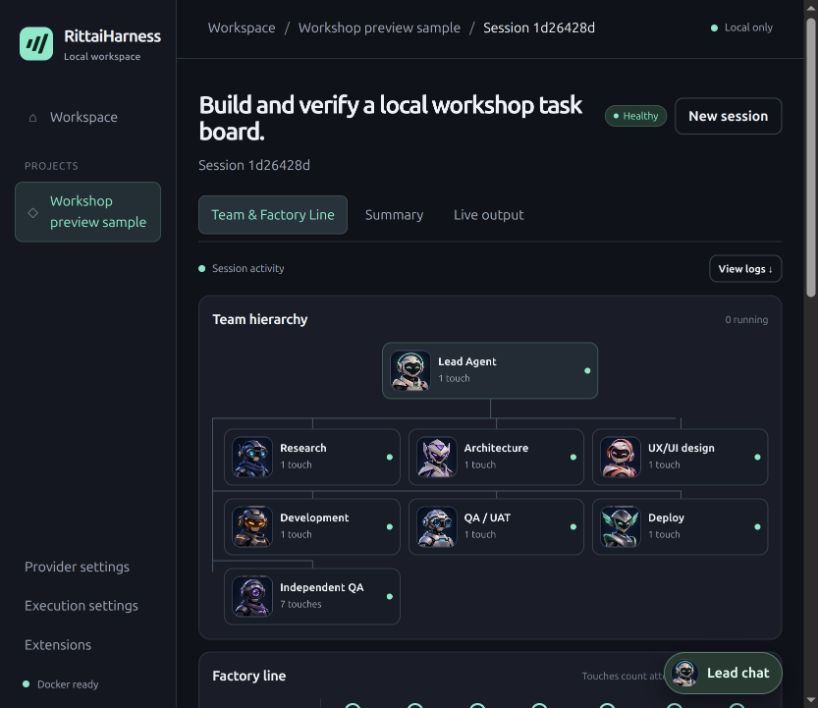 RittaiHarness
Local workspace
Workspace
PROJECTS
Workshop
preview sample
Provider settings
Execution settings
Extensions
Docker ready
Workspace / Workshop preview sample / Session 1d26428d
Local only
Build and verify a local workshop task
board.
Healthy
New session
Session 1d26428d
Team & Factory Line
Summary
Live output
Session activity
View logs ↓
Team hierarchy
0 running
Lead Agent
1 touch
Research
1 touch
Architecture
1 touch
UX/UI design
1 touch
Development
1 touch
QA / UAT
1 touch
Deploy
1 touch
Independent QA
7 touches
Factory line
Touches count
Lead chat